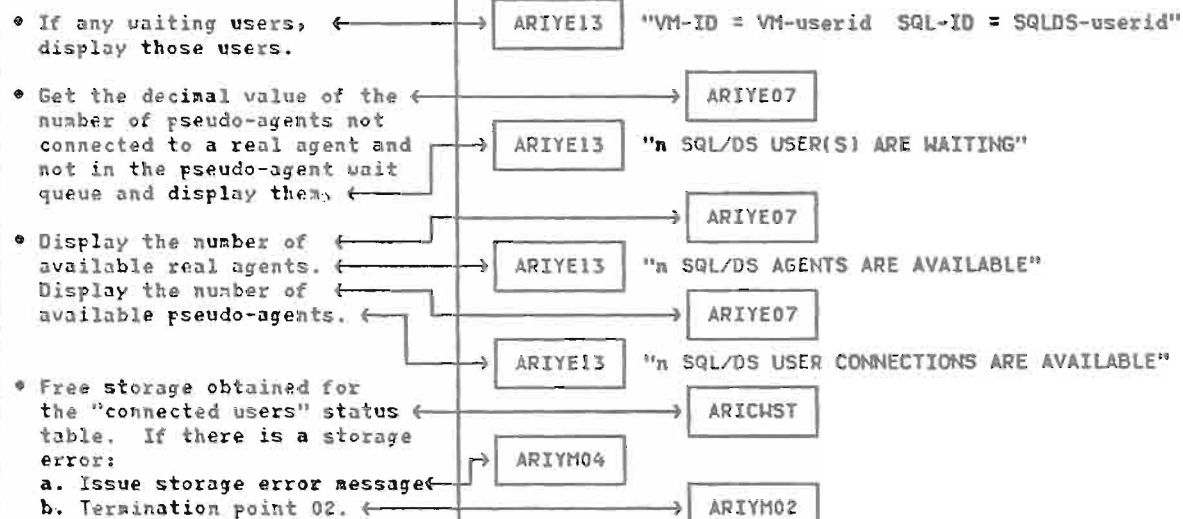 • If any waiting users, ARIYE13 "VM-ID = VM-userid SQL-ID = SQLDS-userid"
display those users.
• Get the decimal value of the ARIYE07
number of pseudo-agents not
connected to a real agent and ARIYE13 "n SQL/DS USER(S) ARE WAITING"
not in the pseudo-agent wait
queue and display them.
ARIYE07
• Display the number of
available real agents. ARIYE13 "n SQL/DS AGENTS ARE AVAILABLE"
Display the number of
available pseudo-agents. ARIYE07
ARIYE13 "n SQL/DS USER CONNECTIONS ARE AVAILABLE"
• Free storage obtained for
the "connected users" status ARICWST
table. If there is a storage
error: ARIYM04
a. Issue storage error message
b. Termination point 02. ARIYM02